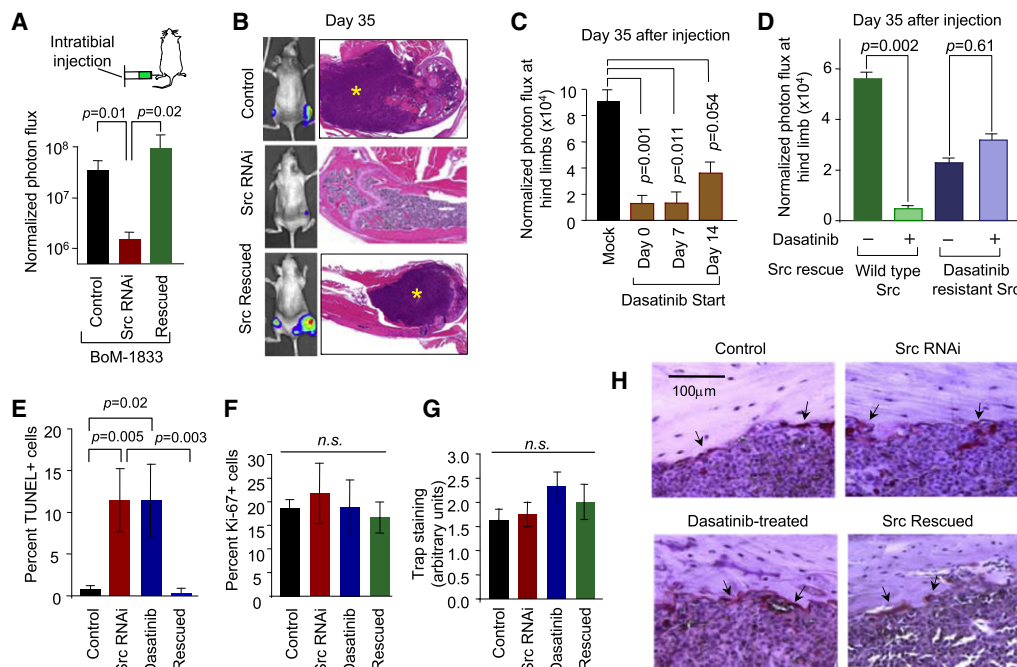 A
Intratibial
injection
p=0.01
p=0.02
Normalized photon flux
10^8
10^7
10^6
Control
Src RNAi
Rescued
BoM-1833
B
Day 35
Control
Src RNAi
Src Rescued
*
*
C
Day 35 after injection
Normalized photon flux at
hind limbs (x10^4)
10
8
6
4
2
0
p=0.001
p=0.011
p=0.054
Mock
Day 0
Day 7
Day 14
Dasatinib Start
D
Day 35 after injection
p=0.002
p=0.61
Normalized photon flux at
hind limb (x10^4)
6
4
2
0
Dasatinib
− + − +
Src rescue
Wild type
Src
Dasatinib
resistant Src
E
p=0.02
p=0.005
p=0.003
Percent TUNEL+ cells
20
15
10
5
0
Control
Src RNAi
Dasatinib
Rescued
F
n.s.
Percent Ki-67+ cells
30
25
20
15
10
5
0
Control
Src RNAi
Dasatinib
Rescued
G
n.s.
Trap staining
(arbitrary units)
3.0
2.5
2.0
1.5
1.0
0.5
0.0
Control
Src RNAi
Dasatinib
Rescued
H
Control
Src RNAi
100µm
Dasatinib-treated
Src Rescued